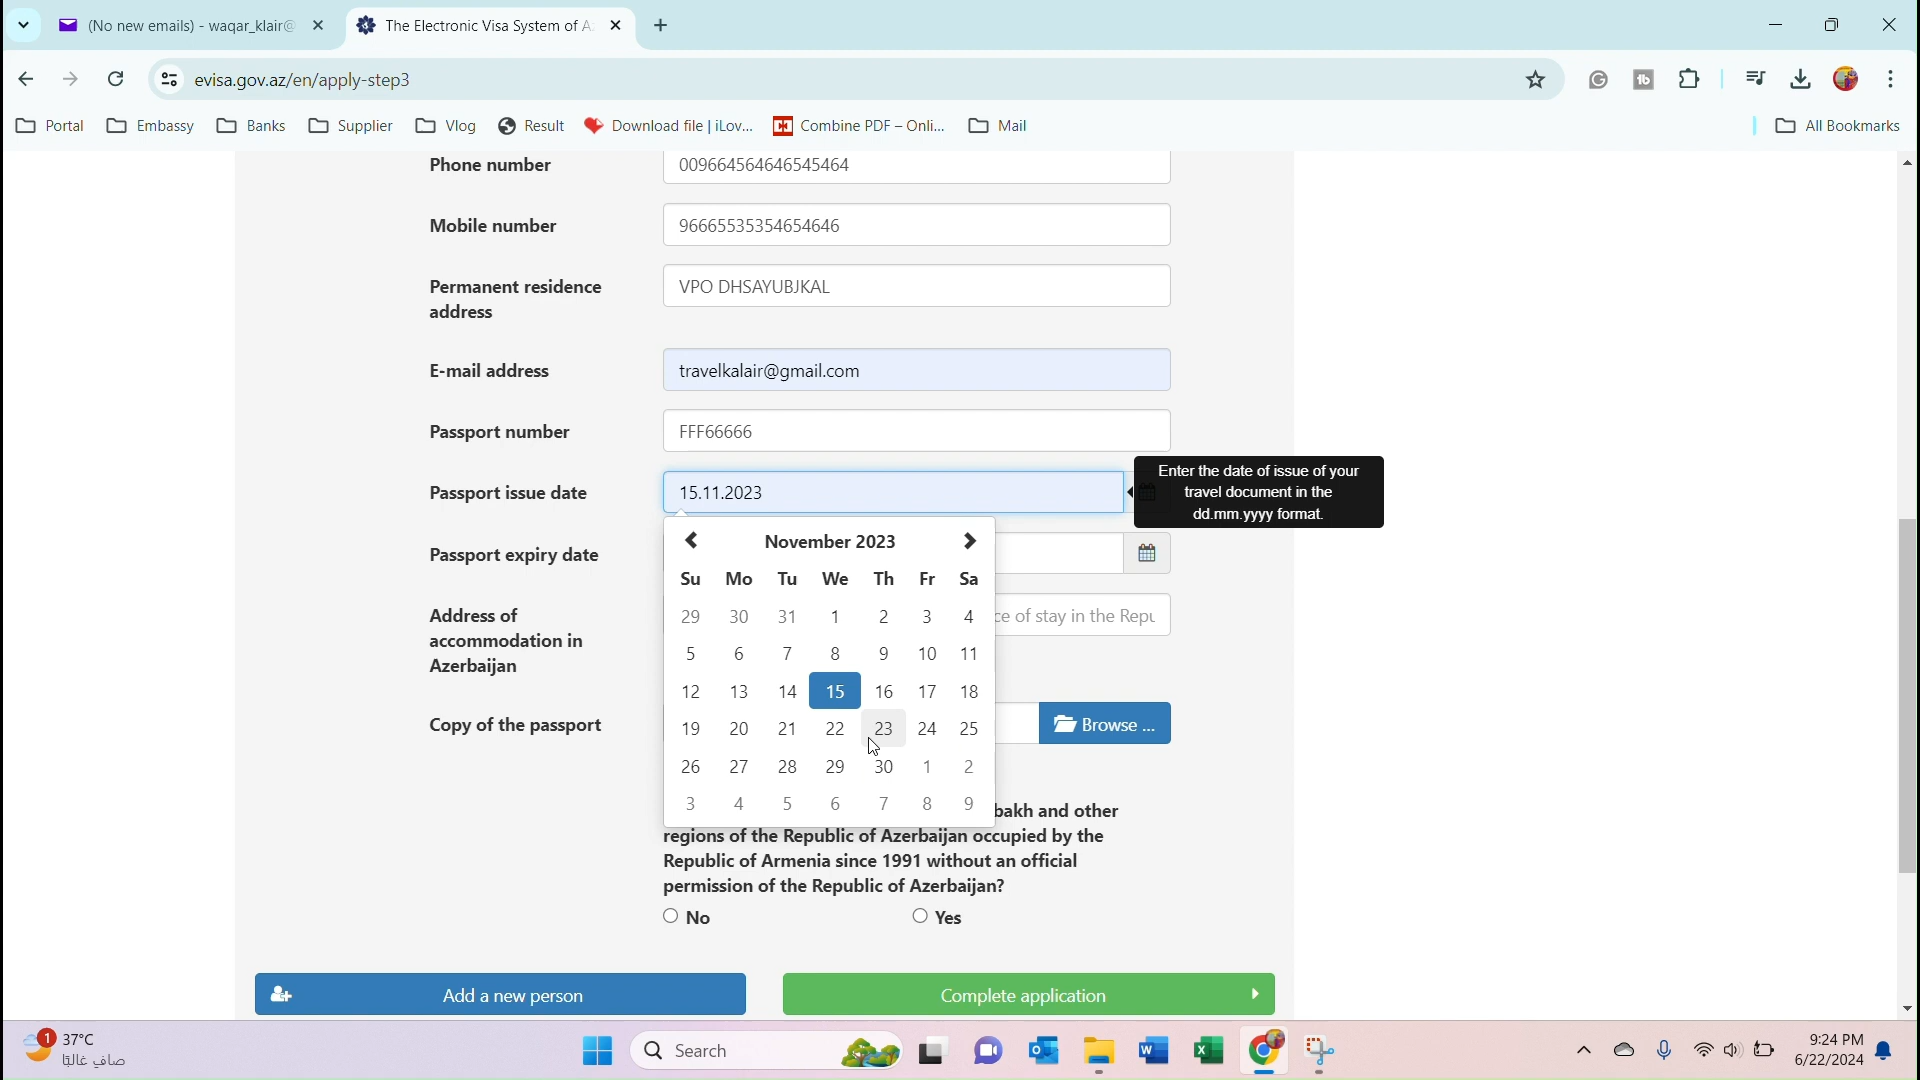 (No new emails) - waqar_klair@
The Electronic Visa System of A
evisa.gov.az/en/apply-step3
Portal
Embassy
Banks
Supplier
Vlog
Result
Download file | iLov...
Combine PDF – Onli...
Mail
All Bookmarks
Phone number
009664564646545464
Mobile number
96665535354654646
Permanent residence
address
VPO DHSAYUBJKAL
E-mail address
travelkalair@gmail.com
Passport number
FFF66666
Passport issue date
15.11.2023
Enter the date of issue of your
travel document in the
dd.mm.yyyy format.
Passport expiry date
November 2023
Su Mo Tu We Th Fr Sa
29 30 31 1 2 3 4
5 6 7 8 9 10 11
12 13 14 15 16 17 18
19 20 21 22 23 24 25
26 27 28 29 30 1 2
3 4 5 6 7 8 9
Address of
accommodation in
Azerbaijan
ce of stay in the Repu
Copy of the passport
Browse ...
bakh and other
regions of the Republic of Azerbaijan occupied by the
Republic of Armenia since 1991 without an official
permission of the Republic of Azerbaijan?
No
Yes
Add a new person
Complete application
1
37°C
صافي غالبًا
Search
9:24 PM
6/22/2024